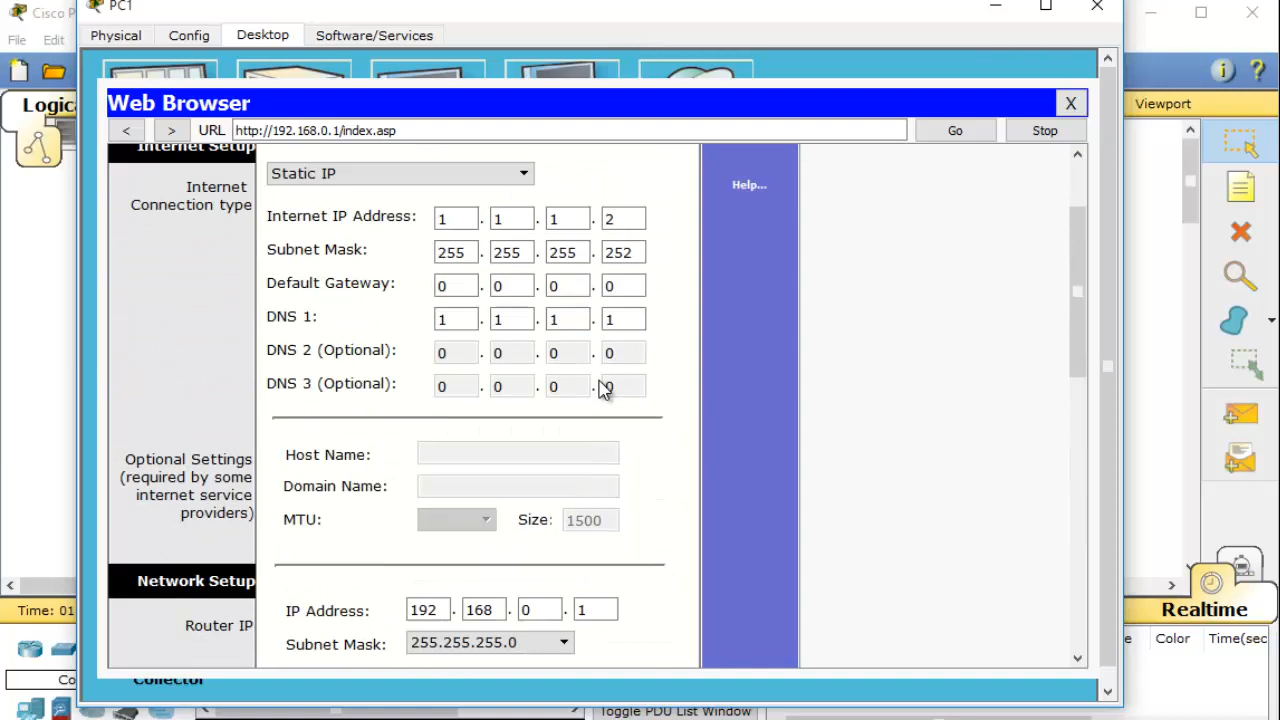 Cisco P
PC1
File Edit
Physical Config Desktop Software/Services
Logic
Viewport
Web Browser X
< > URL http://192.168.0.1/index.asp Go Stop
Internet Setup
Internet
Connection type
Static IP
Help...
Internet IP Address: 1 . 1 . 1 . 2
Subnet Mask: 255 . 255 . 255 . 252
Default Gateway: 0 . 0 . 0 . 0
DNS 1: 1 . 1 . 1 . 1
DNS 2 (Optional): 0 . 0 . 0 . 0
DNS 3 (Optional): 0 . 0 . 0 . 0
Optional Settings
(required by some
internet service
providers)
Host Name:
Domain Name:
MTU: Size: 1500
Network Setup
Router IP
IP Address: 192 . 168 . 0 . 1
Subnet Mask: 255.255.255.0
Time: 01
Realtime
e Color Time(sec
Co
Collector
Toggle PDU List Window